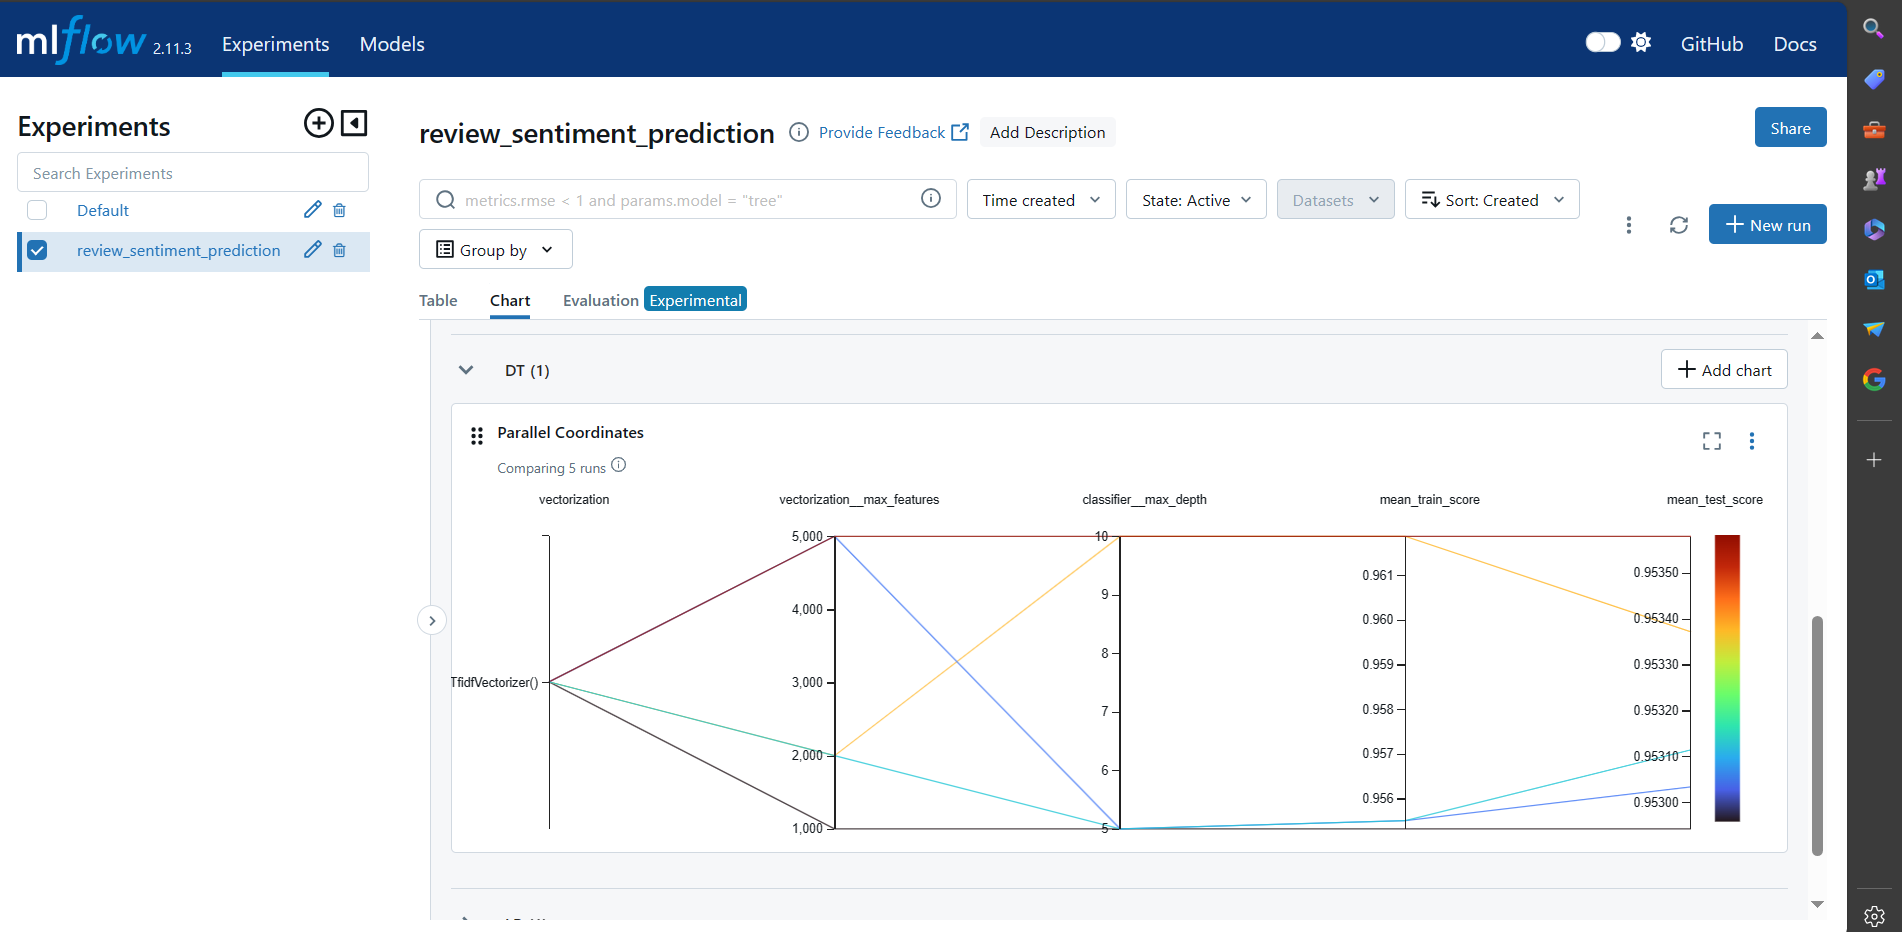 mlflow 2.11.3 Experiments Models GitHub Docs
Experiments
Search Experiments
Default
review_sentiment_prediction
review_sentiment_prediction Provide Feedback Add Description Share
metrics.rmse < 1 and params.model = "tree" Time created State: Active Datasets Sort: Created
New run
Group by
Table Chart Evaluation Experimental
DT (1) Add chart
Parallel Coordinates
Comparing 5 runs
vectorization vectorization__max_features classifier__max_depth mean_train_score mean_test_score
TfidfVectorizer()
5,000
4,000
3,000
2,000
1,000
10
9
8
7
6
5
0.961
0.960
0.959
0.958
0.957
0.956
0.95350
0.95340
0.95330
0.95320
0.95310
0.95300